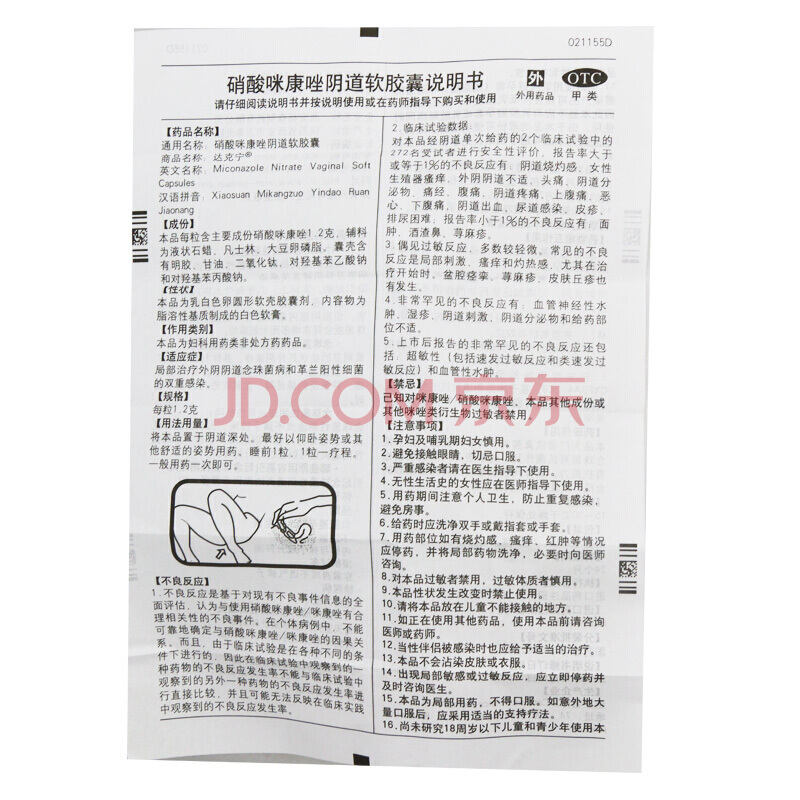 021155D
硝酸咪康唑阴道软胶囊说明书
请仔细阅读说明书并按说明使用或在药师指导下购买和使用
外
外用药品
OTC
甲类
【药品名称】
通用名称：硝酸咪康唑阴道软胶囊
商品名称：达克宁®
英文名称：Miconazole Nitrate Vaginal Soft
Capsules
汉语拼音：Xiaosuan Mikangzuo Yindao Ruan
Jiaonang
【成份】
本品每粒含主要成份硝酸咪康唑1.2克，辅料
为液状石蜡、凡士林、大豆卵磷脂。囊壳含
有明胶、甘油、二氧化钛、对羟基苯乙酸钠
和对羟基苯丙酸钠。
【性状】
本品为乳白色卵圆形软壳胶囊剂，内容物为
脂溶性基质制成的白色软膏。
【作用类别】
本品为妇科用药类非处方药药品。
【适应症】
局部治疗外阴阴道念珠菌病和革兰阳性细菌
的双重感染。
【规格】
每粒1.2克
【用法用量】
将本品置于阴道深处。最好以仰卧姿势或其
他舒适的姿势用药。睡前1粒，1粒一疗程，
一般用药一次即可。
【不良反应】
1.不良反应是基于对现有不良事件信息的全
面评估，认为与使用硝酸咪康唑/咪康唑有合
理相关性的不良事件。在个体病例中，不能
可靠地确定与硝酸咪康唑/咪康唑的因果关
系。而且，由于临床试验是在各种不同的条
件下进行的，因此在临床试验中观察到的一
种药物的不良反应发生率不能与临床试验中
观察到的另外一种药物的不良反应发生率进
行直接比较，并且可能无法反映在临床实践
中观察到的不良反应发生率。
2.临床试验数据：
对本品经阴道单次给药的2个临床试验中的
272名受试者进行安全性评价，报告率大于
或等于1%的不良反应有：阴道烧灼感、女性
生殖器瘙痒、外阴阴道不适、头痛、阴道分
泌物、痛经、腹痛、阴道疼痛、上腹痛、恶
心、下腹痛、阴道出血、尿道感染、皮疹、
排尿困难；报告率小于1%的不良反应有：面
肿、酒渣鼻、荨麻疹。
3.偶见过敏反应，多数较轻微。常见的不良
反应是局部刺激、瘙痒和灼热感，尤其在治
疗开始时。盆腔痉挛、荨麻疹、皮肤丘疹也
有发生。
4.非常罕见的不良反应有：血管神经性水
肿、湿疹、阴道刺激、阴道分泌物和给药部
位不适。
5.上市后报告的非常罕见的不良反应还包
括：超敏性（包括速发过敏反应和类速发过
敏反应）和血管性水肿。
【禁忌】
已知对咪康唑/硝酸咪康唑、本品其他成份或
其他咪唑类衍生物过敏者禁用。
【注意事项】
1.孕妇及哺乳期妇女慎用。
2.避免接触眼睛，切忌口服。
3.严重感染者请在医生指导下使用。
4.无性生活史的女性应在医师指导下使用。
5.用药期间注意个人卫生，防止重复感染，
避免房事。
6.给药时应洗净双手或戴指套或手套。
7.用药部位如有烧灼感、瘙痒、红肿等情况
应停药，并将局部药物洗净，必要时向医师
咨询。
8.对本品过敏者禁用，过敏体质者慎用。
9.本品性状发生改变时禁止使用。
10.请将本品放在儿童不能接触的地方。
11.如正在使用其他药品，使用本品前请咨询
医师或药师。
12.当性伴侣被感染时也应给予适当的治疗。
13.本品不会沾染皮肤或衣服。
14.出现局部敏感或过敏反应，应立即停药并
及时咨询医生。
15.本品为局部用药，不得口服。如意外地大
量口服后，应采用适当的支持疗法。
16.尚未研究18周岁以下儿童和青少年使用本
JD.COM 京东